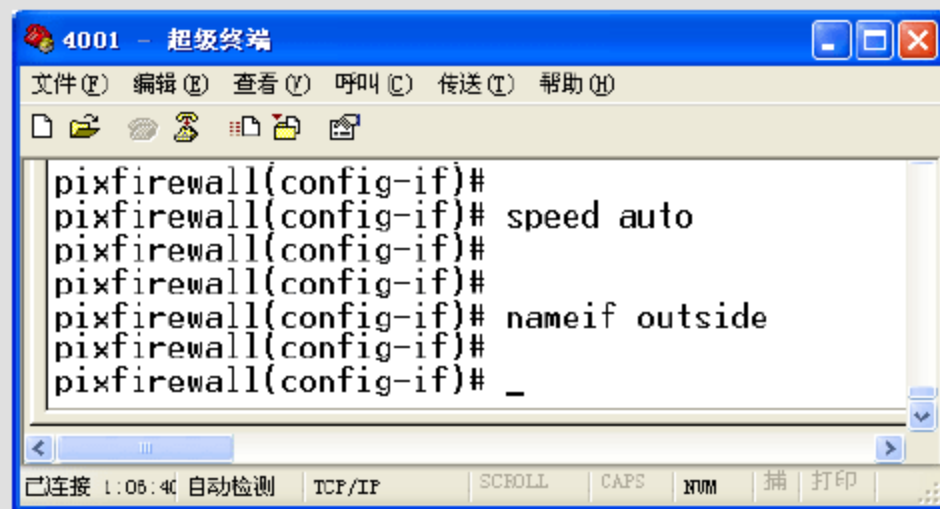 4001 - 超级终端
文件(F) 编辑(E) 查看(V) 呼叫(C) 传送(T) 帮助(H)
pixfirewall(config-if)#
pixfirewall(config-if)# speed auto
pixfirewall(config-if)#
pixfirewall(config-if)#
pixfirewall(config-if)# nameif outside
pixfirewall(config-if)#
pixfirewall(config-if)# _
已连接 1:06:40 自动检测 TCP/IP SCROLL CAPS NUM 捕 打印